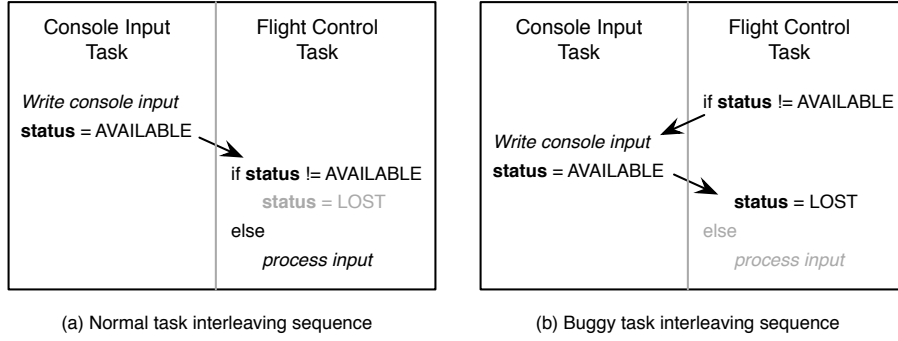 Console Input
Task
Flight Control
Task
Write console input
status = AVAILABLE
if status != AVAILABLE
status = LOST
else
process input
(a) Normal task interleaving sequence
Console Input
Task
Flight Control
Task
if status != AVAILABLE
Write console input
status = AVAILABLE
status = LOST
else
process input
(b) Buggy task interleaving sequence